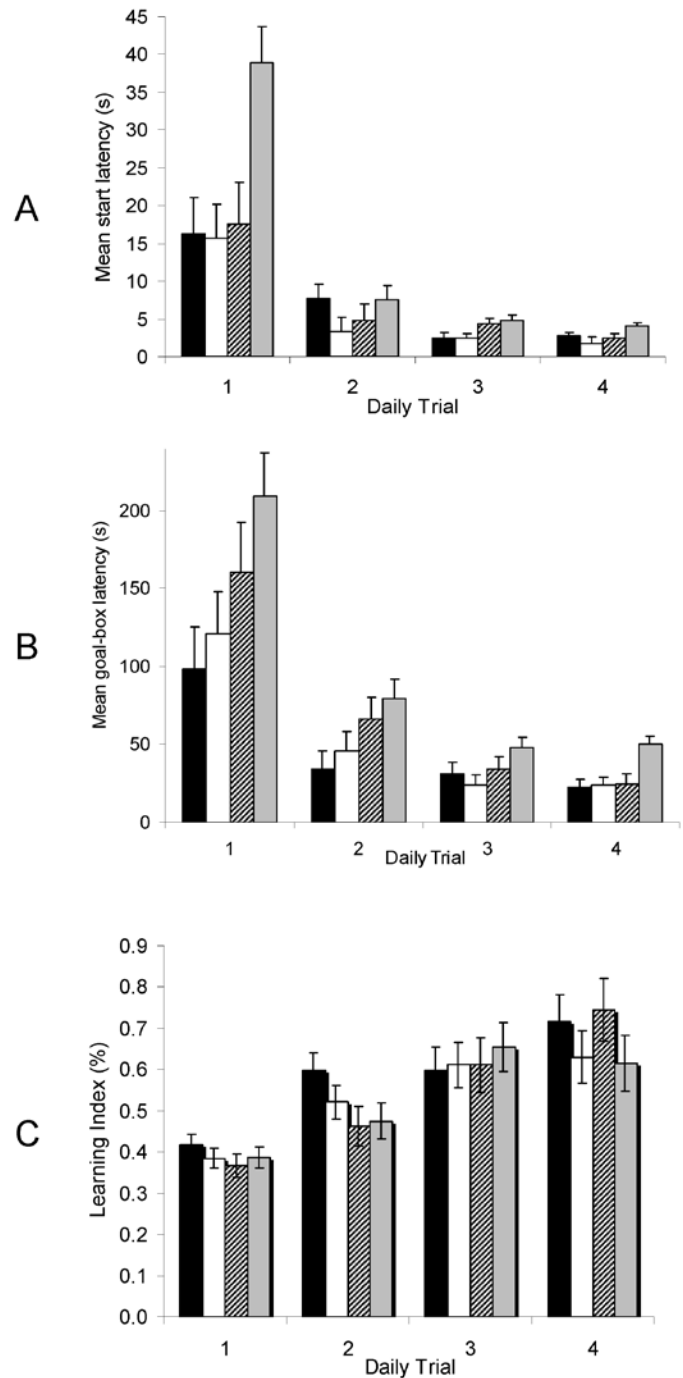 A
Mean start latency (s)
45
40
35
30
25
20
15
10
5
0
1 2 3 4
Daily Trial
B
Mean goal-box latency (s)
200
150
100
50
0
1 2 3 4
Daily Trial
C
Learning Index (%)
0.9
0.8
0.7
0.6
0.5
0.4
0.3
0.2
0.1
0.0
1 2 3 4
Daily Trial